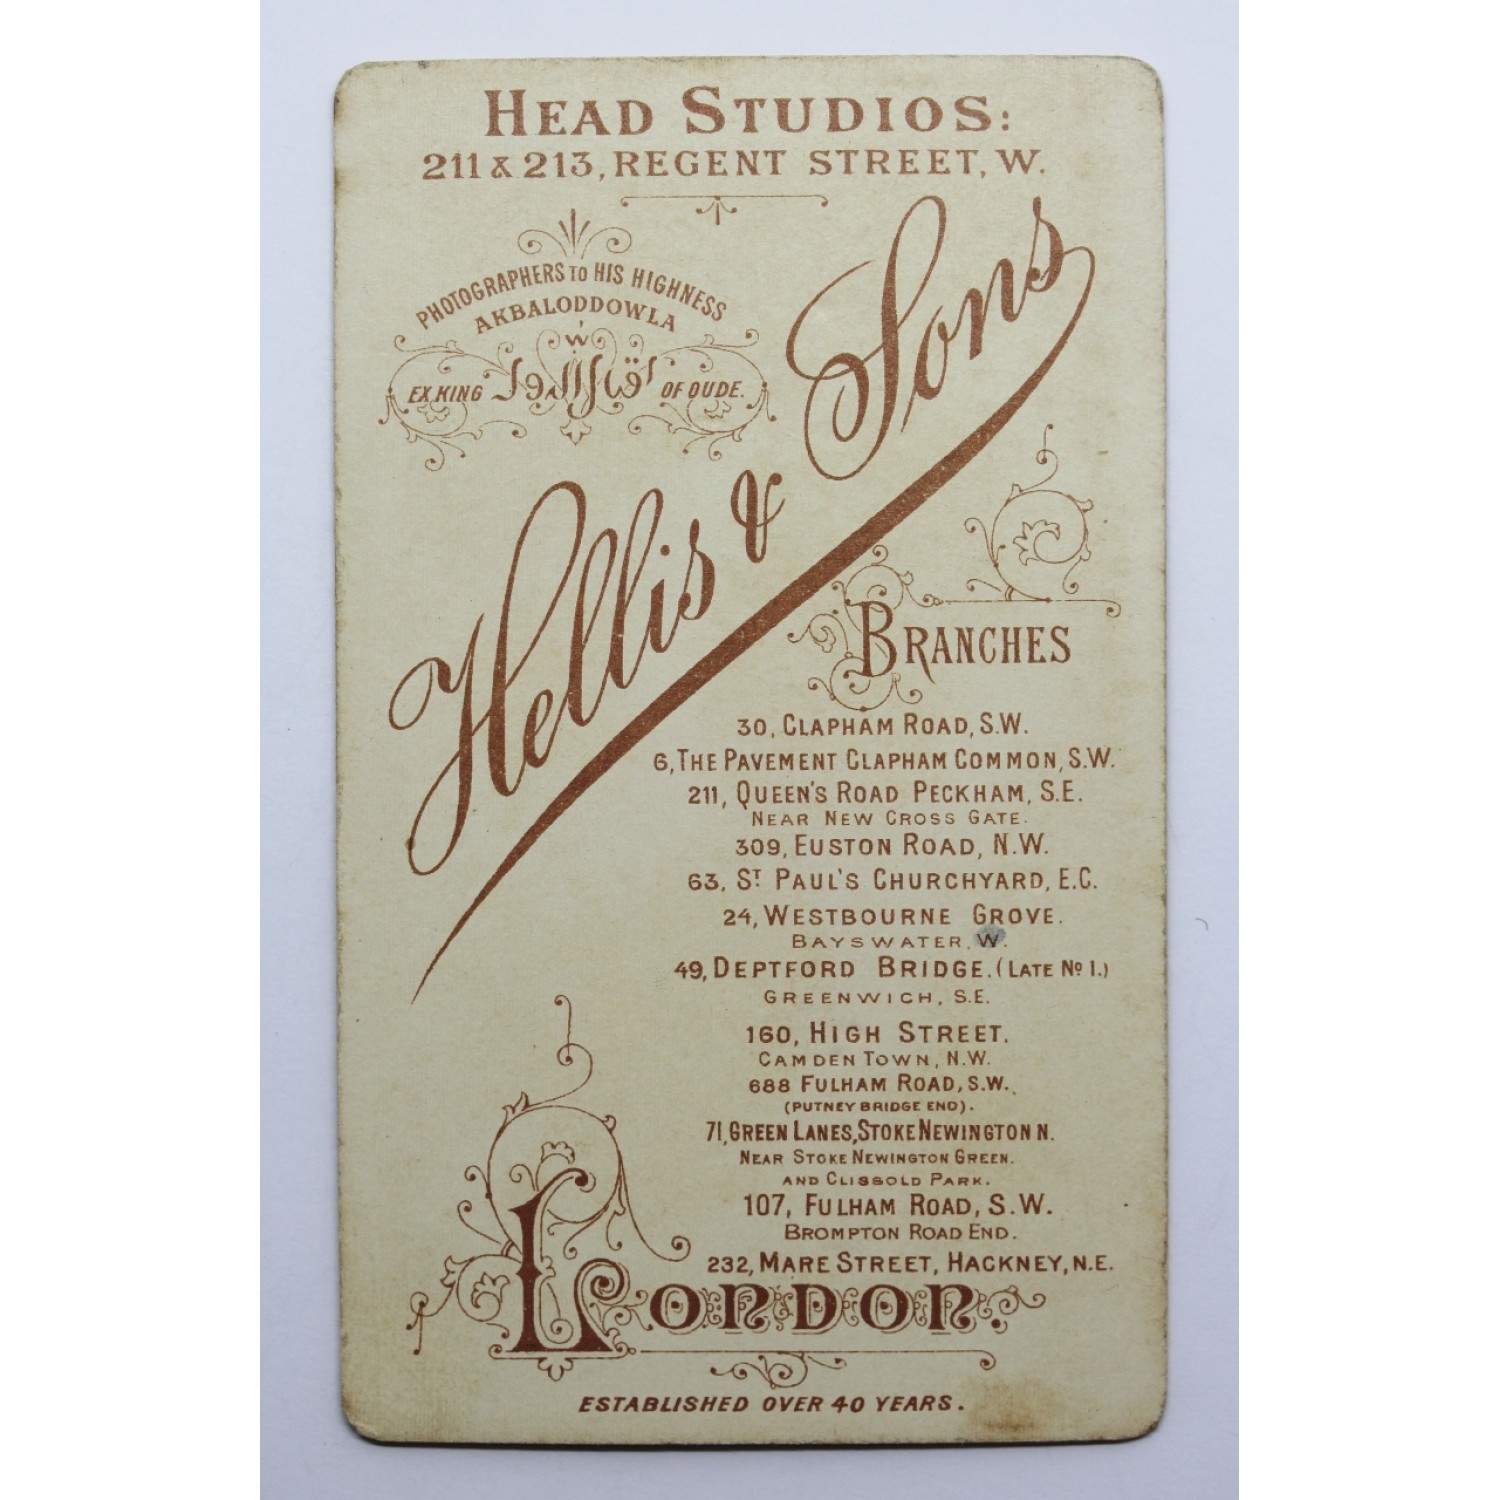 HEAD STUDIOS:
211 & 213, REGENT STREET, W.
PHOTOGRAPHERS TO HIS HIGHNESS
AKBALODDOWLA
EX KING اقبال الدولا OF OUDE.
Hellis & Sons
BRANCHES
30, CLAPHAM ROAD, S.W.
6, THE PAVEMENT CLAPHAM COMMON, S.W.
211, QUEEN'S ROAD PECKHAM, S.E.
NEAR NEW CROSS GATE.
309, EUSTON ROAD, N.W.
63, ST PAUL'S CHURCHYARD, E.C.
24, WESTBOURNE GROVE.
BAYSWATER, W.
49, DEPTFORD BRIDGE. (LATE No 1.)
GREENWICH, S.E.
160, HIGH STREET.
CAMDEN TOWN, N.W.
688 FULHAM ROAD, S.W.
(PUTNEY BRIDGE END).
71, GREEN LANES, STOKE NEWINGTON N.
NEAR STOKE NEWINGTON GREEN.
AND CLISSOLD PARK.
107, FULHAM ROAD, S.W.
BROMPTON ROAD END.
232, MARE STREET, HACKNEY, N.E.
LONDON.
ESTABLISHED OVER 40 YEARS.